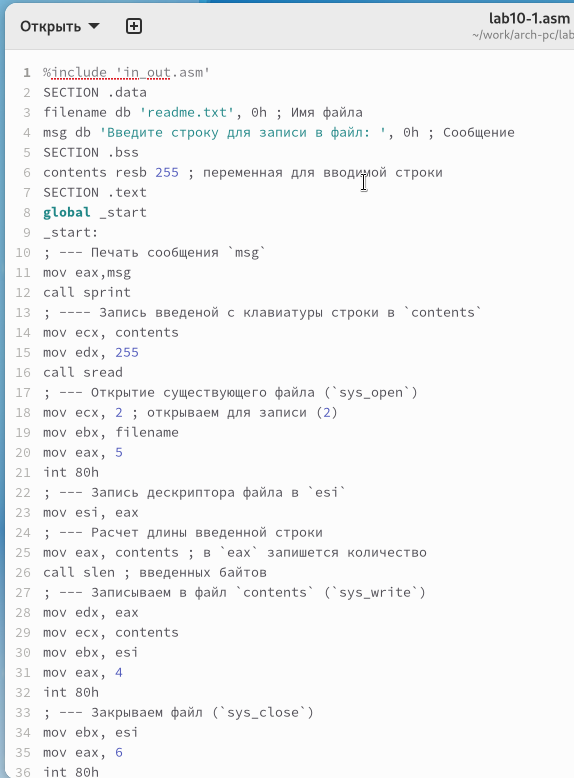 Открыть
lab10-1.asm
~/work/arch-pc/lab
1 %include 'in_out.asm'
2 SECTION .data
3 filename db 'readme.txt', 0h ; Имя файла
4 msg db 'Введите строку для записи в файл: ', 0h ; Сообщение
5 SECTION .bss
6 contents resb 255 ; переменная для вводимой строки
7 SECTION .text
8 global _start
9 _start:
10 ; --- Печать сообщения `msg`
11 mov eax,msg
12 call sprint
13 ; ---- Запись введеной с клавиатуры строки в `contents`
14 mov ecx, contents
15 mov edx, 255
16 call sread
17 ; --- Открытие существующего файла (`sys_open`)
18 mov ecx, 2 ; открываем для записи (2)
19 mov ebx, filename
20 mov eax, 5
21 int 80h
22 ; --- Запись дескриптора файла в `esi`
23 mov esi, eax
24 ; --- Расчет длины введенной строки
25 mov eax, contents ; в `eax` запишется количество
26 call slen ; введенных байтов
27 ; --- Записываем в файл `contents` (`sys_write`)
28 mov edx, eax
29 mov ecx, contents
30 mov ebx, esi
31 mov eax, 4
32 int 80h
33 ; --- Закрываем файл (`sys_close`)
34 mov ebx, esi
35 mov eax, 6
36 int 80h